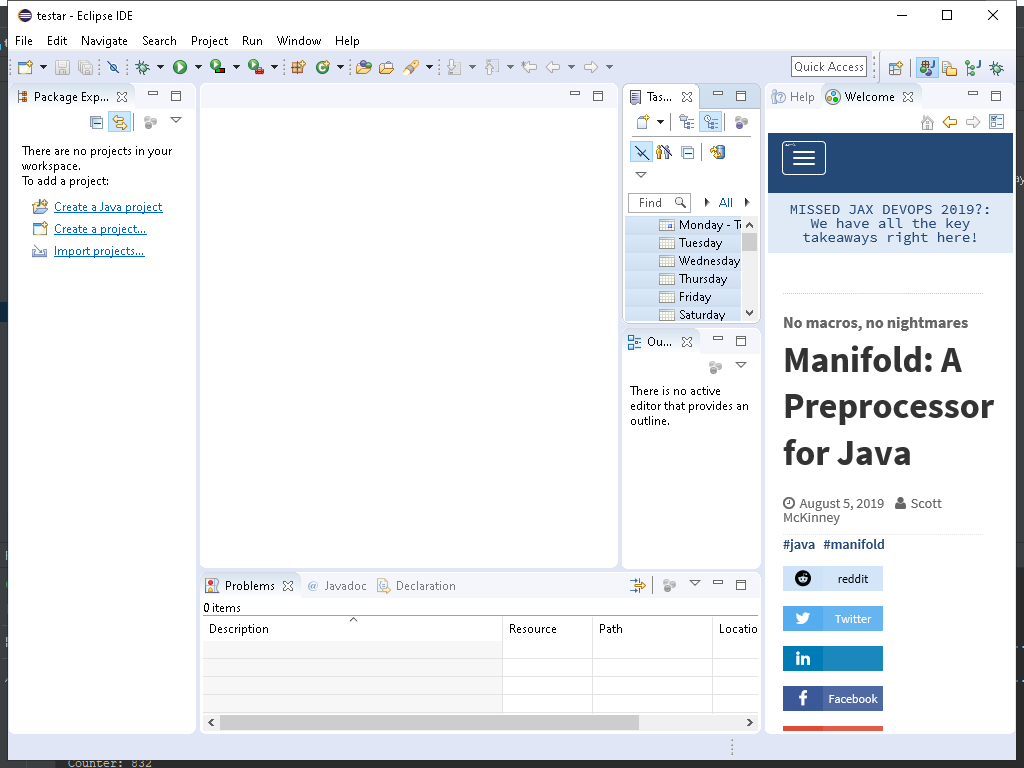 testar - Eclipse IDE
File Edit Navigate Search Project Run Window Help
Quick Access
Package Exp...
There are no projects in your
workspace.
To add a project:
Create a Java project
Create a project...
Import projects...
Tas...
Find
All
Monday - T
Tuesday
Wednesday
Thursday
Friday
Saturday
Ou...
There is no active
editor that provides an
outline.
Help Welcome
MISSED JAX DEVOPS 2019?:
We have all the key
takeaways right here!
No macros, no nightmares
Manifold: A
Preprocessor
for Java
August 5, 2019 Scott
McKinney
#java #manifold
reddit
Twitter
in
Facebook
Problems @ Javadoc Declaration
0 items
Description Resource Path Locatio
Counter: 832